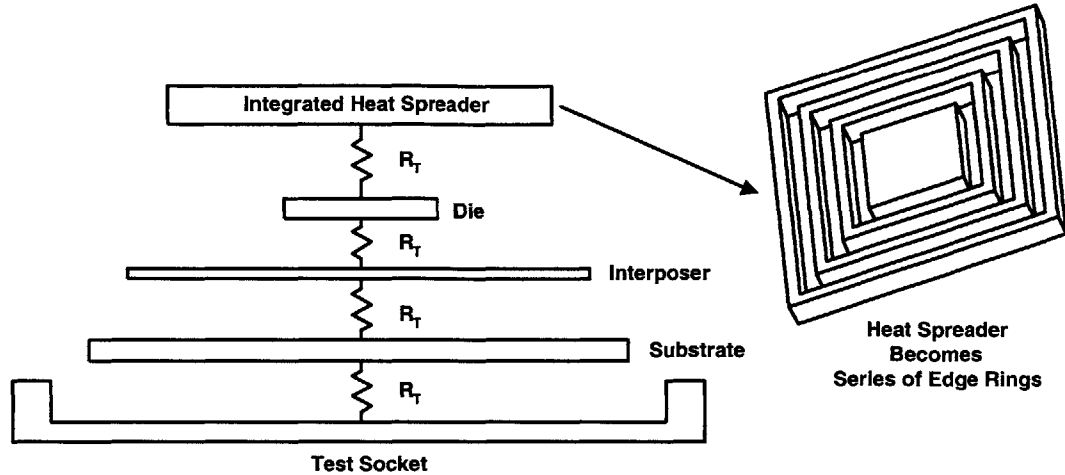 Integrated Heat Spreader
R_T
Die
R_T
Interposer
R_T
Substrate
R_T
Test Socket
Heat Spreader
Becomes
Series of Edge Rings